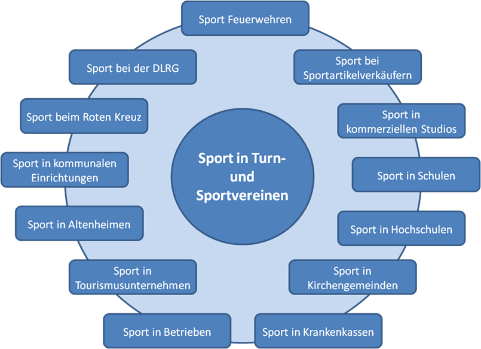 Sport Feuerwehren
Sport bei der DLRG
Sport bei
Sportartikelverkäufern
Sport beim Roten Kreuz
Sport in
kommerziellen Studios
Sport in Turn-
und
Sportvereinen
Sport in kommunalen
Einrichtungen
Sport in Schulen
Sport in Altenheimen
Sport in Hochschulen
Sport in
Tourismusunternehmen
Sport in
Kirchengemeinden
Sport in Betrieben
Sport in Krankenkassen